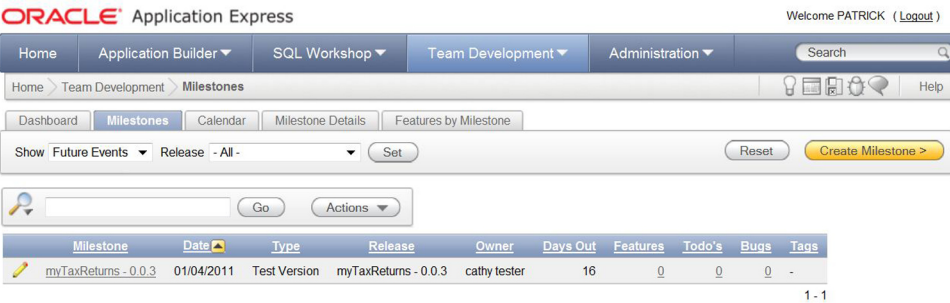 ORACLE Application Express Welcome PATRICK ( Logout )
Home Application Builder SQL Workshop Team Development Administration Search
Home Team Development Milestones Help
Dashboard Milestones Calendar Milestone Details Features by Milestone
Show Future Events Release - All - Set Reset Create Milestone >
Go Actions
Milestone Date Type Release Owner Days Out Features Todo's Bugs Tags
myTaxReturns - 0.0.3 01/04/2011 Test Version myTaxReturns - 0.0.3 cathy tester 16 0 0 0 -
1 - 1